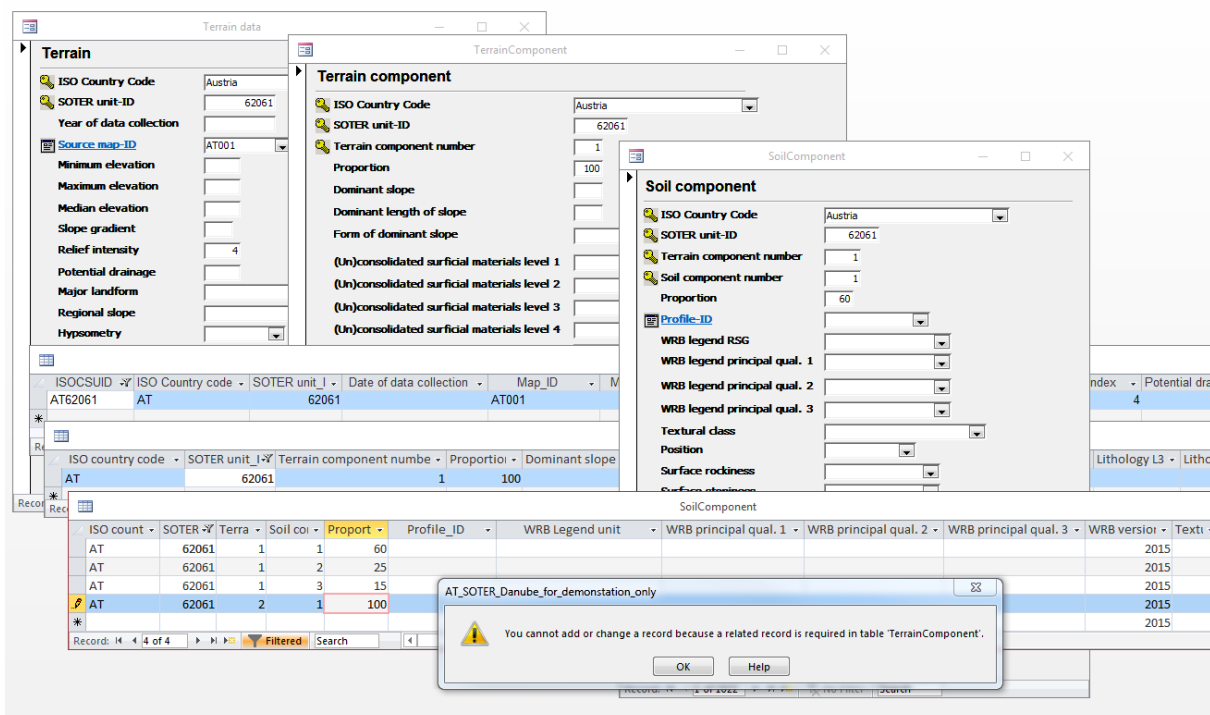 Terrain data
Terrain
ISO Country Code Austria
SOTER unit-ID 62061
Year of data collection
Source map-ID AT001
Minimum elevation
Maximum elevation
Median elevation
Slope gradient
Relief intensity 4
Potential drainage
Major landform
Regional slope
Hypsometry
TerrainComponent
Terrain component
ISO Country Code Austria
SOTER unit-ID 62061
Terrain component number 1
Proportion 100
Dominant slope
Dominant length of slope
Form of dominant slope
(Un)consolidated surficial materials level 1
(Un)consolidated surficial materials level 2
(Un)consolidated surficial materials level 3
(Un)consolidated surficial materials level 4
SoilComponent
Soil component
ISO Country Code Austria
SOTER unit-ID 62061
Terrain component number 1
Soil component number 1
Proportion 60
Profile-ID
WRB legend RSG
WRB legend principal qual. 1
WRB legend principal qual. 2
WRB legend principal qual. 3
Textural class
Position
Surface rockiness
ISOCSUID ISO Country code SOTER unit_I Date of data collection Map_ID M ndex Potential dra
AT62061 AT 62061 AT001 4
Re
ISO country code SOTER unit_I Terrain component numbe Proportio Dominant slope Lithology L3 Litho
AT 62061 1 100
Recor Rec
SoilComponent
ISO count SOTER Terra Soil co Proport Profile_ID WRB Legend unit WRB principal qual. 1 WRB principal qual. 2 WRB principal qual. 3 WRB versior Textu
AT 62061 1 1 60 2015
AT 62061 1 2 25 2015
AT 62061 1 3 15 2015
AT 62061 2 1 100 2015
2015
Record: 4 of 4 Filtered Search
AT_SOTER_Danube_for_demonstation_only
You cannot add or change a record because a related record is required in table 'TerrainComponent'.
OK Help